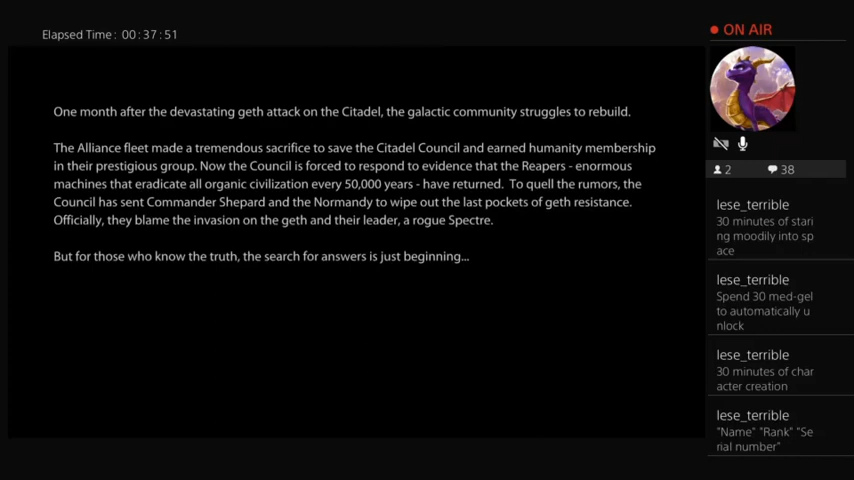 Elapsed Time: 00:37:51
ON AIR
One month after the devastating geth attack on the Citadel, the galactic community struggles to rebuild.
The Alliance fleet made a tremendous sacrifice to save the Citadel Council and earned humanity membership
in their prestigious group. Now the Council is forced to respond to evidence that the Reapers - enormous
machines that eradicate all organic civilization every 50,000 years - have returned. To quell the rumors, the
Council has sent Commander Shepard and the Normandy to wipe out the last pockets of geth resistance.
Officially, they blame the invasion on the geth and their leader, a rogue Spectre.
But for those who know the truth, the search for answers is just beginning...
2
38
lese_terrible
30 minutes of stari
ng moodily into sp
ace
lese_terrible
Spend 30 med-gel
to automatically u
nlock
lese_terrible
30 minutes of char
acter creation
lese_terrible
"Name" "Rank" "Se
rial number"